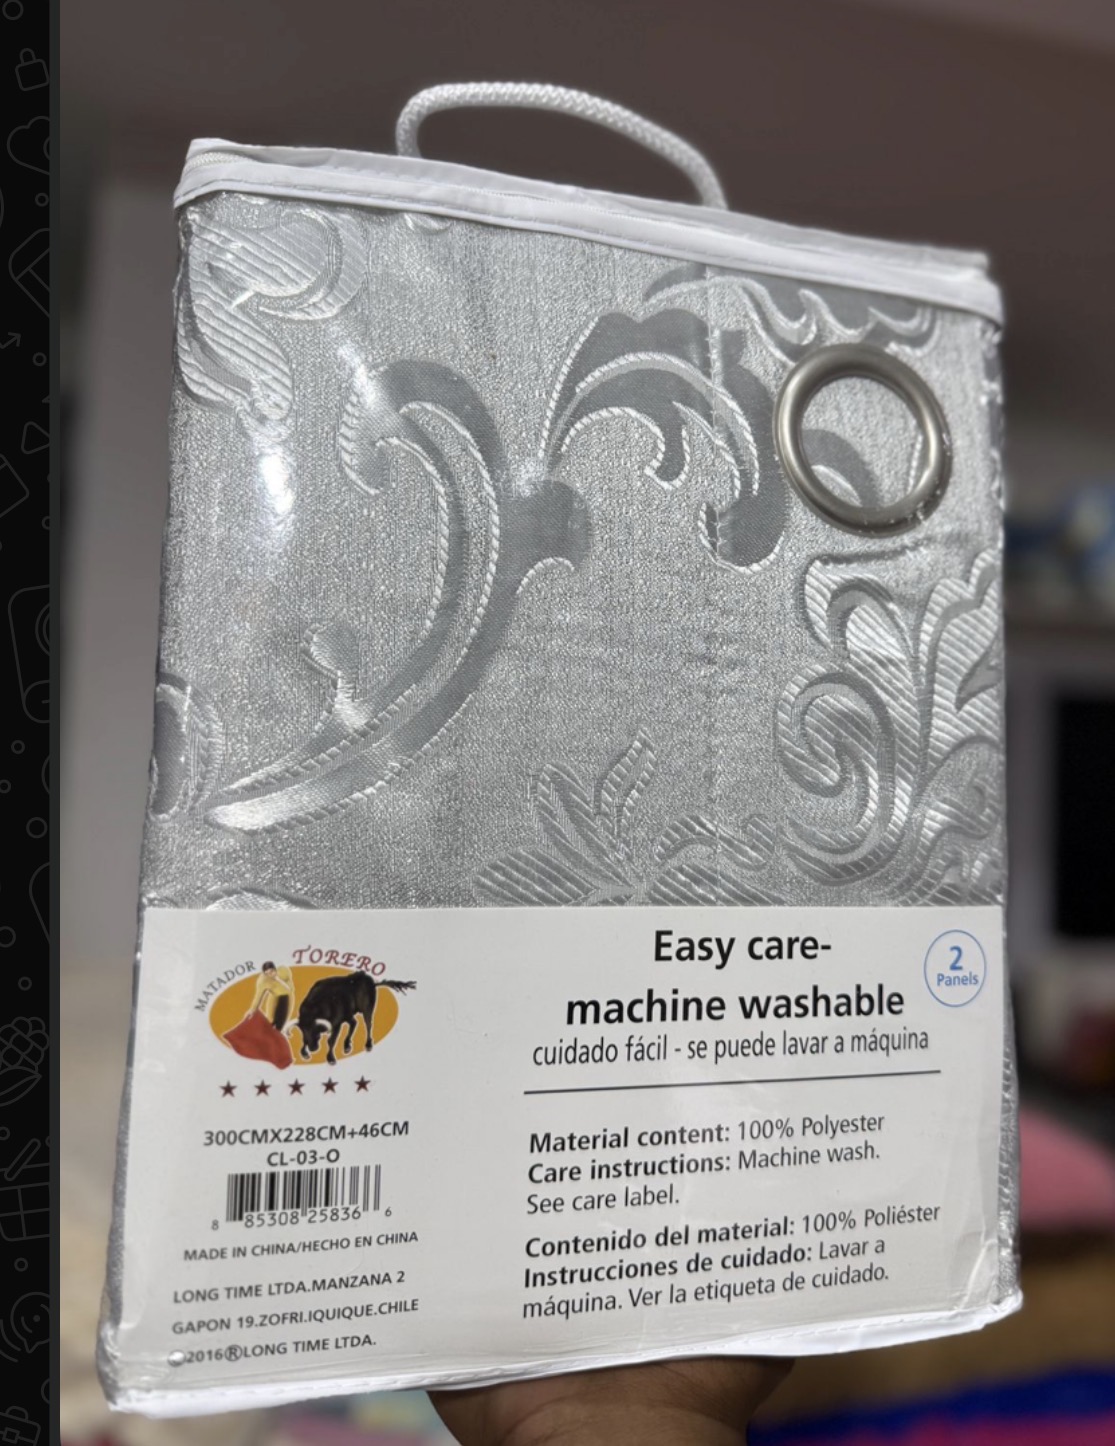 MATADOR TORERO
300CMX228CM+46CM
CL-03-O
8 85308 25836 6
MADE IN CHINA/HECHO EN CHINA
LONG TIME LTDA.MANZANA 2
GAPON 19.ZOFRI.IQUIQUE.CHILE
©2016®LONG TIME LTDA.
Easy care-
machine washable
cuidado fácil - se puede lavar a máquina
2
Panels
Material content: 100% Polyester
Care instructions: Machine wash.
See care label.
Contenido del material: 100% Poliéster
Instrucciones de cuidado: Lavar a
máquina. Ver la etiqueta de cuidado.